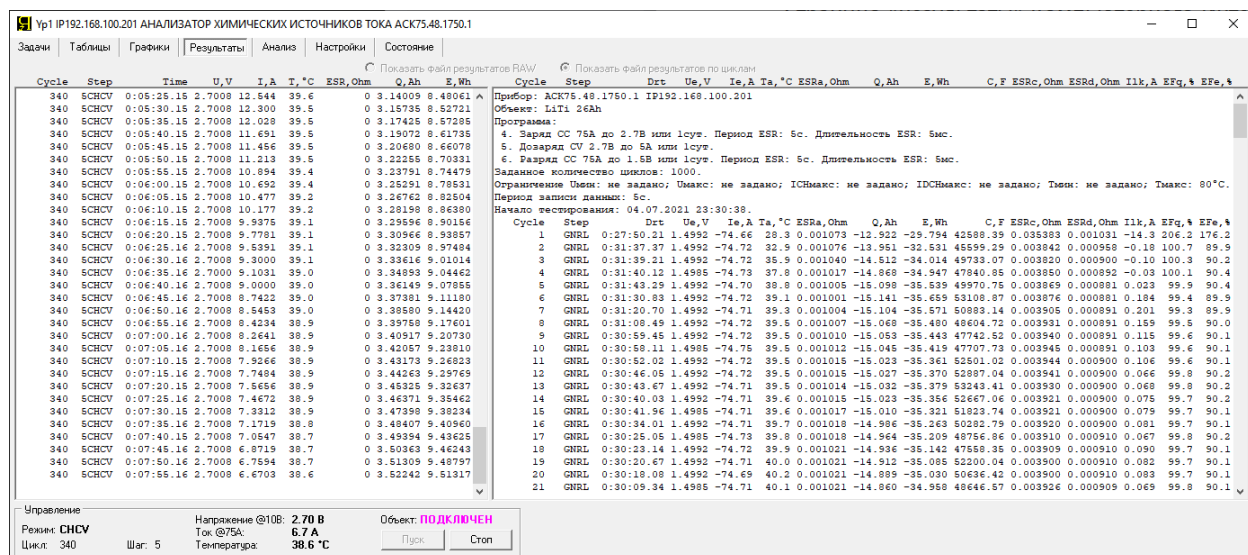 Yp1 IP192.168.100.201 АНАЛИЗАТОР ХИМИЧЕСКИХ ИСТОЧНИКОВ ТОКА АСК75.48.1750.1
Задачи Таблицы Графики Результаты Анализ Настройки Состояние
Показать файл результатов RAW Показать файл результатов по циклам
Cycle Step Time U,V I,A T,°C ESR,Ohm Q,Ah E,Wh
340 5CHCV 0:05:25.15 2.7008 12.544 39.6 0 3.14009 8.48061
340 5CHCV 0:05:30.15 2.7008 12.300 39.5 0 3.15735 8.52721
340 5CHCV 0:05:35.15 2.7008 12.028 39.5 0 3.17425 8.57285
340 5CHCV 0:05:40.15 2.7008 11.691 39.5 0 3.19072 8.61735
340 5CHCV 0:05:45.15 2.7008 11.456 39.5 0 3.20680 8.66078
340 5CHCV 0:05:50.15 2.7008 11.213 39.5 0 3.22255 8.70331
340 5CHCV 0:05:55.15 2.7008 10.894 39.4 0 3.23791 8.74479
340 5CHCV 0:06:00.15 2.7008 10.692 39.4 0 3.25291 8.78531
340 5CHCV 0:06:05.15 2.7008 10.477 39.2 0 3.26762 8.82504
340 5CHCV 0:06:10.15 2.7008 10.177 39.2 0 3.28198 8.86380
340 5CHCV 0:06:15.15 2.7008 9.9375 39.1 0 3.29596 8.90156
340 5CHCV 0:06:20.15 2.7008 9.7781 39.1 0 3.30966 8.93857
340 5CHCV 0:06:25.16 2.7008 9.5391 39.1 0 3.32309 8.97484
340 5CHCV 0:06:30.16 2.7008 9.3000 39.1 0 3.33616 9.01014
340 5CHCV 0:06:35.16 2.7000 9.1031 39.0 0 3.34893 9.04462
340 5CHCV 0:06:40.16 2.7008 9.0000 39.0 0 3.36149 9.07855
340 5CHCV 0:06:45.16 2.7008 8.7422 39.0 0 3.37381 9.11180
340 5CHCV 0:06:50.16 2.7008 8.5453 39.0 0 3.38580 9.14420
340 5CHCV 0:06:55.16 2.7008 8.4234 38.9 0 3.39758 9.17601
340 5CHCV 0:07:00.16 2.7008 8.2641 38.9 0 3.40917 9.20730
340 5CHCV 0:07:05.16 2.7008 8.1656 38.9 0 3.42057 9.23810
340 5CHCV 0:07:10.15 2.7008 7.9266 38.9 0 3.43173 9.26823
340 5CHCV 0:07:15.16 2.7008 7.7484 38.9 0 3.44263 9.29769
340 5CHCV 0:07:20.15 2.7008 7.5656 38.9 0 3.45325 9.32637
340 5CHCV 0:07:25.16 2.7008 7.4672 38.9 0 3.46371 9.35462
340 5CHCV 0:07:30.15 2.7008 7.3312 38.9 0 3.47398 9.38234
340 5CHCV 0:07:35.16 2.7008 7.1719 38.8 0 3.48407 9.40960
340 5CHCV 0:07:40.15 2.7008 7.0547 38.7 0 3.49394 9.43625
340 5CHCV 0:07:45.16 2.7008 6.8719 38.7 0 3.50363 9.46243
340 5CHCV 0:07:50.16 2.7008 6.7594 38.7 0 3.51309 9.48797
340 5CHCV 0:07:55.16 2.7008 6.6703 38.6 0 3.52242 9.51317
Cycle Step Drt Ue,V Ie,A Ta,°C ESRa,Ohm Q,Ah E,Wh C,F ESRc,Ohm ESRd,Ohm Ilk,A EFq,% EFe,%
Прибор: АСК75.48.1750.1 IP192.168.100.201
Объект: LiTi 26Ah
Программа:
4. Заряд CC 75А до 2.7В или 1сут. Период ESR: 5с. Длительность ESR: 5мс.
5. Дозаряд CV 2.7В до 5А или 1сут.
6. Разряд CC 75А до 1.5В или 1сут. Период ESR: 5с. Длительность ESR: 5мс.
Заданное количество циклов: 1000.
Ограничение Uмин: не задано; Uмакс: не задано; ICHмакс: не задано; IDCHмакс: не задано; Tмин: не задано; Tмакс: 80°C.
Период записи данных: 5с.
Начало тестирования: 04.07.2021 23:30:38.
Cycle Step Drt Ue,V Ie,A Ta,°C ESRa,Ohm Q,Ah E,Wh C,F ESRc,Ohm ESRd,Ohm Ilk,A EFq,% EFe,%
1 GNRL 0:27:50.21 1.4992 -74.66 28.3 0.001073 -12.922 -29.794 42588.39 0.035383 0.001031 -14.3 206.2 176.2
2 GNRL 0:31:37.37 1.4992 -74.72 32.9 0.001076 -13.951 -32.531 45599.29 0.003842 0.000958 -0.18 100.7 89.9
3 GNRL 0:31:39.21 1.4992 -74.72 35.9 0.001040 -14.512 -34.014 49733.07 0.003820 0.000900 -0.10 100.3 90.2
4 GNRL 0:31:40.12 1.4985 -74.73 37.8 0.001017 -14.868 -34.947 47840.85 0.003850 0.000892 -0.03 100.1 90.4
5 GNRL 0:31:43.29 1.4992 -74.70 38.8 0.001005 -15.098 -35.539 49970.75 0.003869 0.000881 0.023 99.9 90.4
6 GNRL 0:31:30.83 1.4992 -74.72 39.1 0.001001 -15.141 -35.659 53108.87 0.003876 0.000881 0.184 99.4 89.9
7 GNRL 0:31:20.70 1.4992 -74.71 39.3 0.001004 -15.104 -35.571 50883.14 0.003905 0.000891 0.201 99.3 89.9
8 GNRL 0:31:08.49 1.4992 -74.72 39.5 0.001007 -15.068 -35.480 48604.72 0.003931 0.000891 0.159 99.5 90.0
9 GNRL 0:30:59.45 1.4992 -74.72 39.5 0.001010 -15.053 -35.443 47742.52 0.003940 0.000891 0.115 99.6 89.9
10 GNRL 0:30:58.11 1.4985 -74.75 39.5 0.001012 -15.045 -35.419 47707.73 0.003945 0.000891 0.103 99.6 90.1
11 GNRL 0:30:52.02 1.4992 -74.72 39.5 0.001015 -15.023 -35.361 52501.02 0.003944 0.000900 0.106 99.6 90.1
12 GNRL 0:30:46.05 1.4992 -74.72 39.5 0.001015 -15.027 -35.370 52887.04 0.003941 0.000900 0.066 99.8 90.2
13 GNRL 0:30:43.67 1.4992 -74.71 39.5 0.001014 -15.032 -35.379 53243.41 0.003930 0.000900 0.068 99.8 90.2
14 GNRL 0:30:40.03 1.4992 -74.71 39.6 0.001015 -15.023 -35.356 52667.06 0.003921 0.000900 0.075 99.7 90.2
15 GNRL 0:30:41.96 1.4985 -74.71 39.6 0.001017 -15.010 -35.321 51823.74 0.003921 0.000900 0.079 99.7 90.1
16 GNRL 0:30:34.01 1.4992 -74.71 39.7 0.001018 -14.986 -35.263 50282.79 0.003920 0.000900 0.081 99.7 90.1
17 GNRL 0:30:25.05 1.4985 -74.73 39.8 0.001018 -14.964 -35.209 48756.86 0.003910 0.000910 0.067 99.8 90.2
18 GNRL 0:30:23.14 1.4992 -74.72 39.9 0.001021 -14.936 -35.142 47558.35 0.003909 0.000910 0.090 99.7 90.1
19 GNRL 0:30:20.67 1.4992 -74.71 40.0 0.001021 -14.912 -35.085 52200.04 0.003900 0.000910 0.082 99.7 90.1
20 GNRL 0:30:18.08 1.4992 -74.69 40.2 0.001021 -14.889 -35.030 50636.42 0.003900 0.000910 0.083 99.7 90.1
21 GNRL 0:30:09.34 1.4985 -74.71 40.1 0.001021 -14.860 -34.958 48646.57 0.003926 0.000909 0.069 99.8 90.1
Управление
Режим: CHCV
Цикл: 340 Шаг: 5
Напряжение @10В: 2.70 В
Ток @75А: 6.7 А
Температура: 38.6 °C
Объект: ПОДКЛЮЧЕН
Пуск Стоп